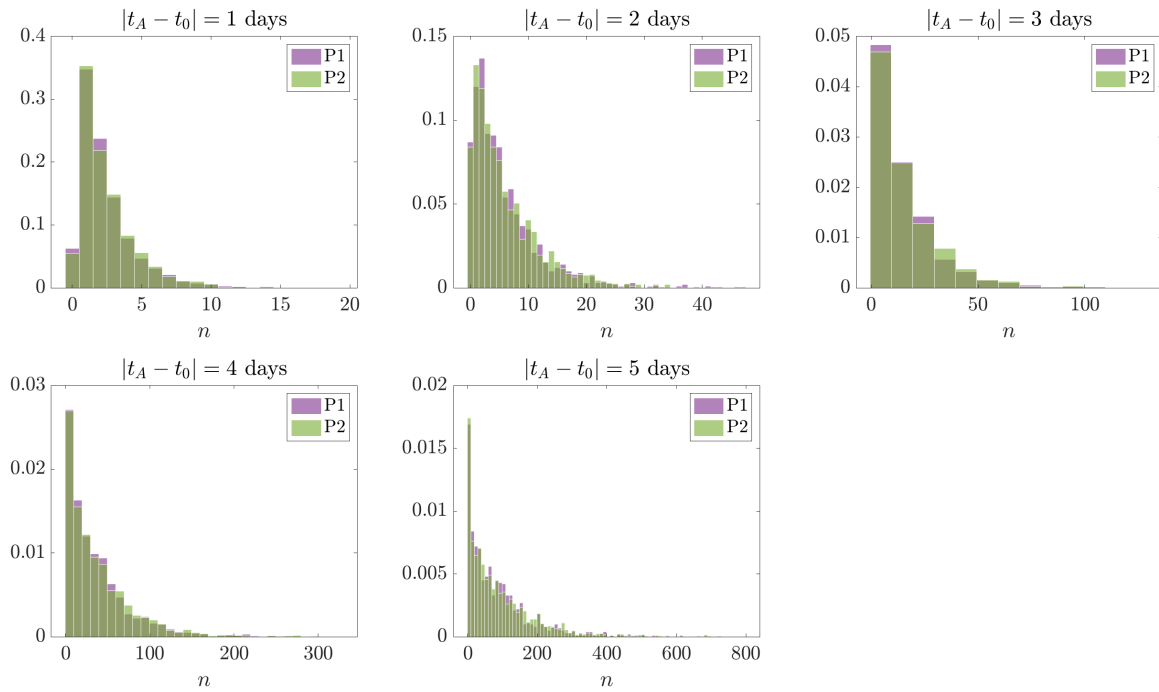 |t_A − t_0| = 1 days
0.4
0.3
0.2
0.1
0
0 5 10 15 20
n
P1
P2
|t_A − t_0| = 2 days
0.15
0.1
0.05
0
0 10 20 30 40
n
P1
P2
|t_A − t_0| = 3 days
0.05
0.04
0.03
0.02
0.01
0
0 50 100
n
P1
P2
|t_A − t_0| = 4 days
0.03
0.02
0.01
0
0 100 200 300
n
P1
P2
|t_A − t_0| = 5 days
0.02
0.015
0.01
0.005
0
0 200 400 600 800
n
P1
P2